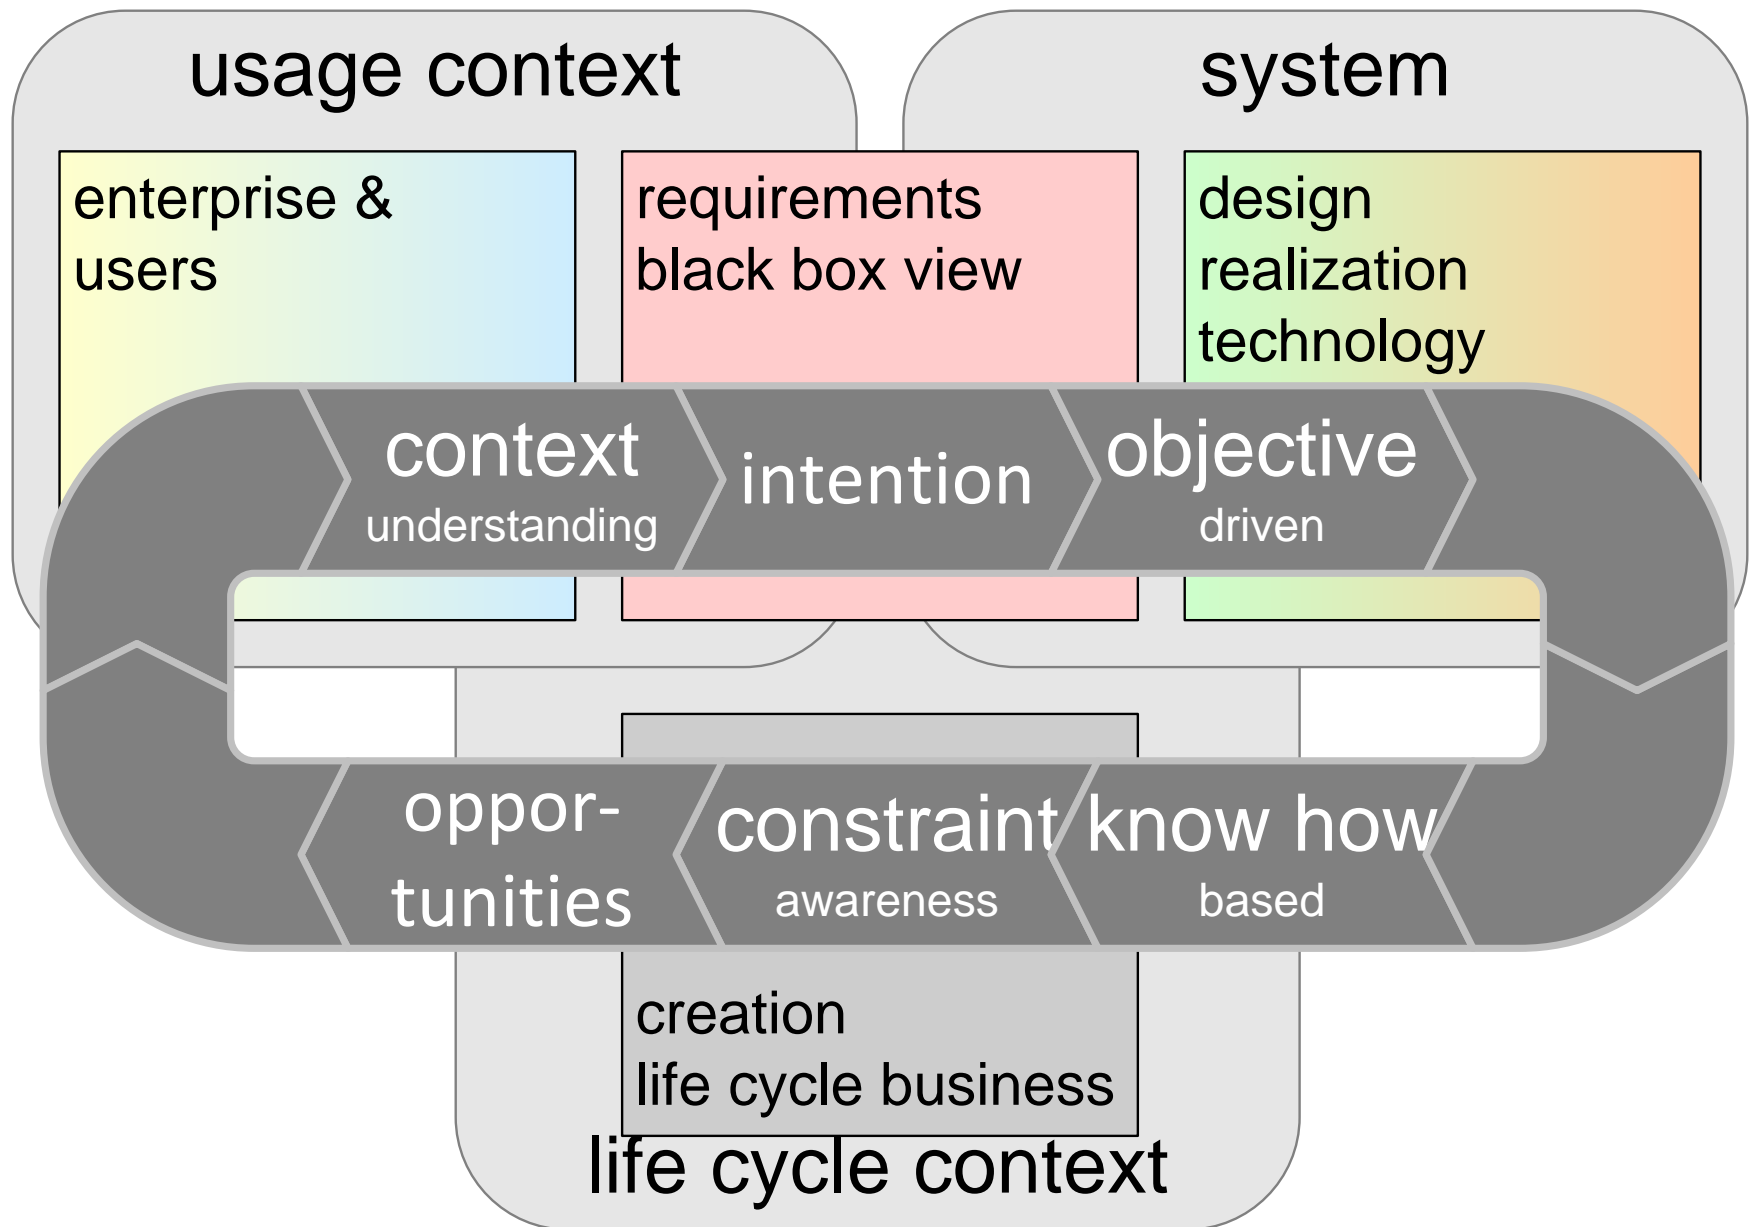 usage context
system
enterprise &
users
requirements
black box view
design
realization
technology
context
understanding
intention
objective
driven
oppor-
tunities
constraint
awareness
know how
based
creation
life cycle business
life cycle context